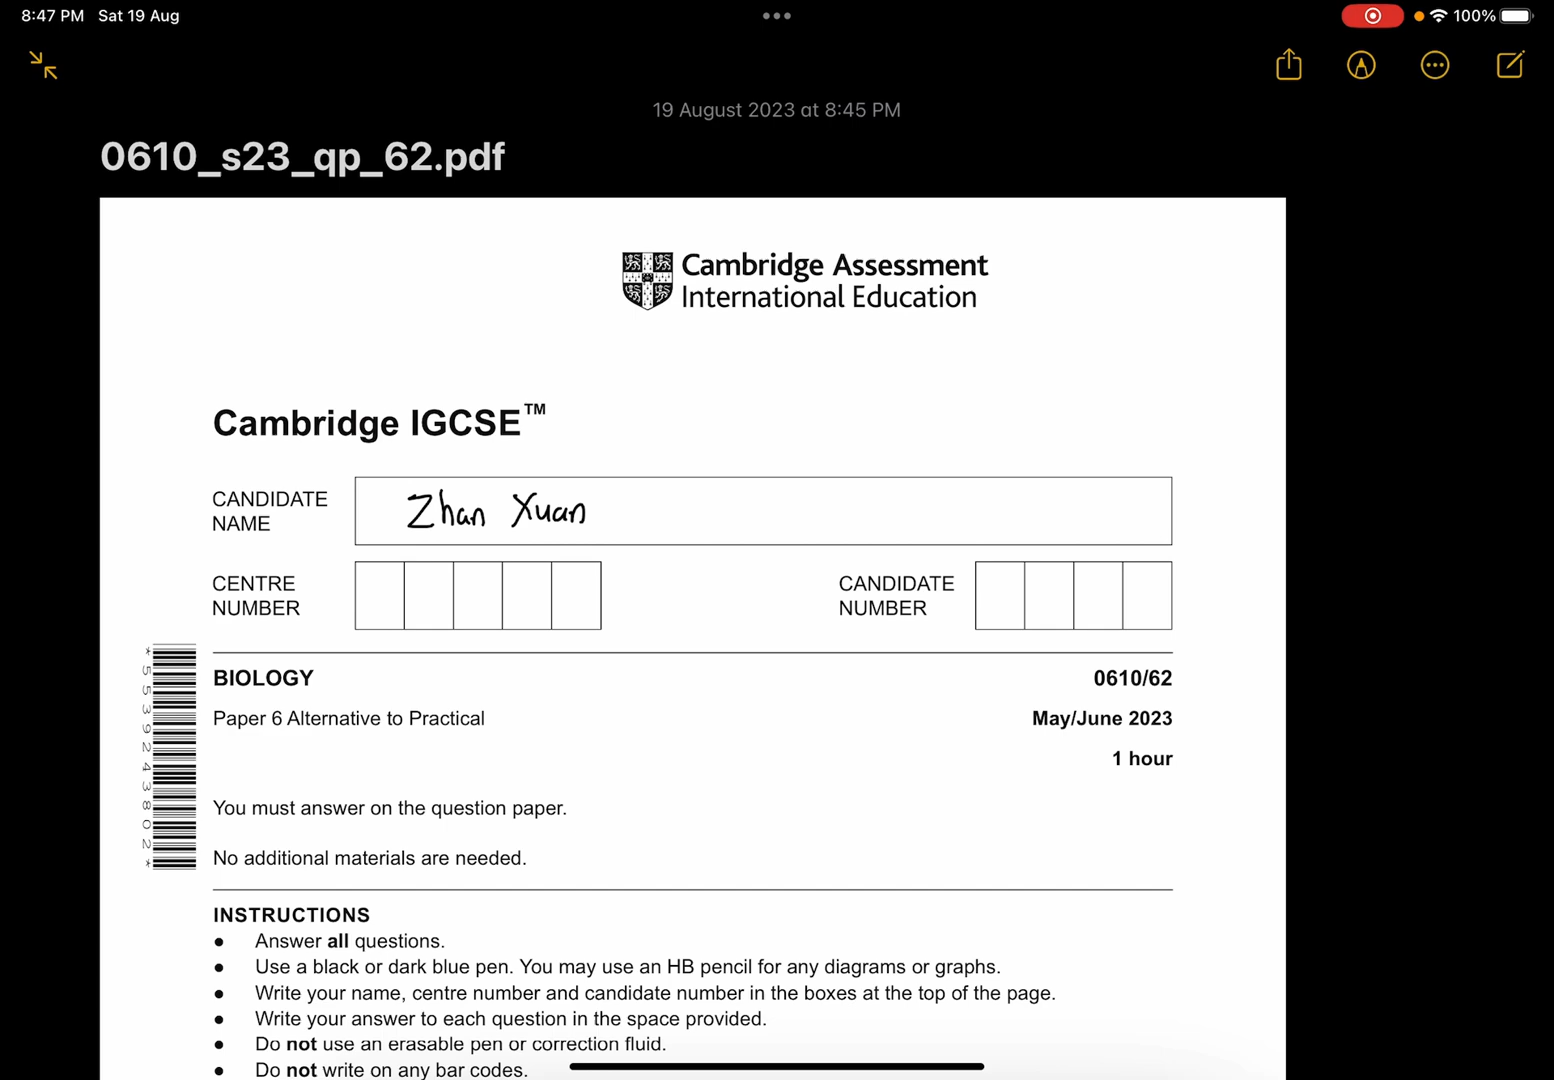 8:47 PM Sat 19 Aug
100%
19 August 2023 at 8:45 PM
0610_s23_qp_62.pdf
Cambridge Assessment
International Education
Cambridge IGCSE™
CANDIDATE
NAME
Zhan Xuan
CENTRE
NUMBER
CANDIDATE
NUMBER
*5539243802*
BIOLOGY 0610/62
Paper 6 Alternative to Practical May/June 2023
1 hour
You must answer on the question paper.
No additional materials are needed.
INSTRUCTIONS
● Answer all questions.
● Use a black or dark blue pen. You may use an HB pencil for any diagrams or graphs.
● Write your name, centre number and candidate number in the boxes at the top of the page.
● Write your answer to each question in the space provided.
● Do not use an erasable pen or correction fluid.
● Do not write on any bar codes.